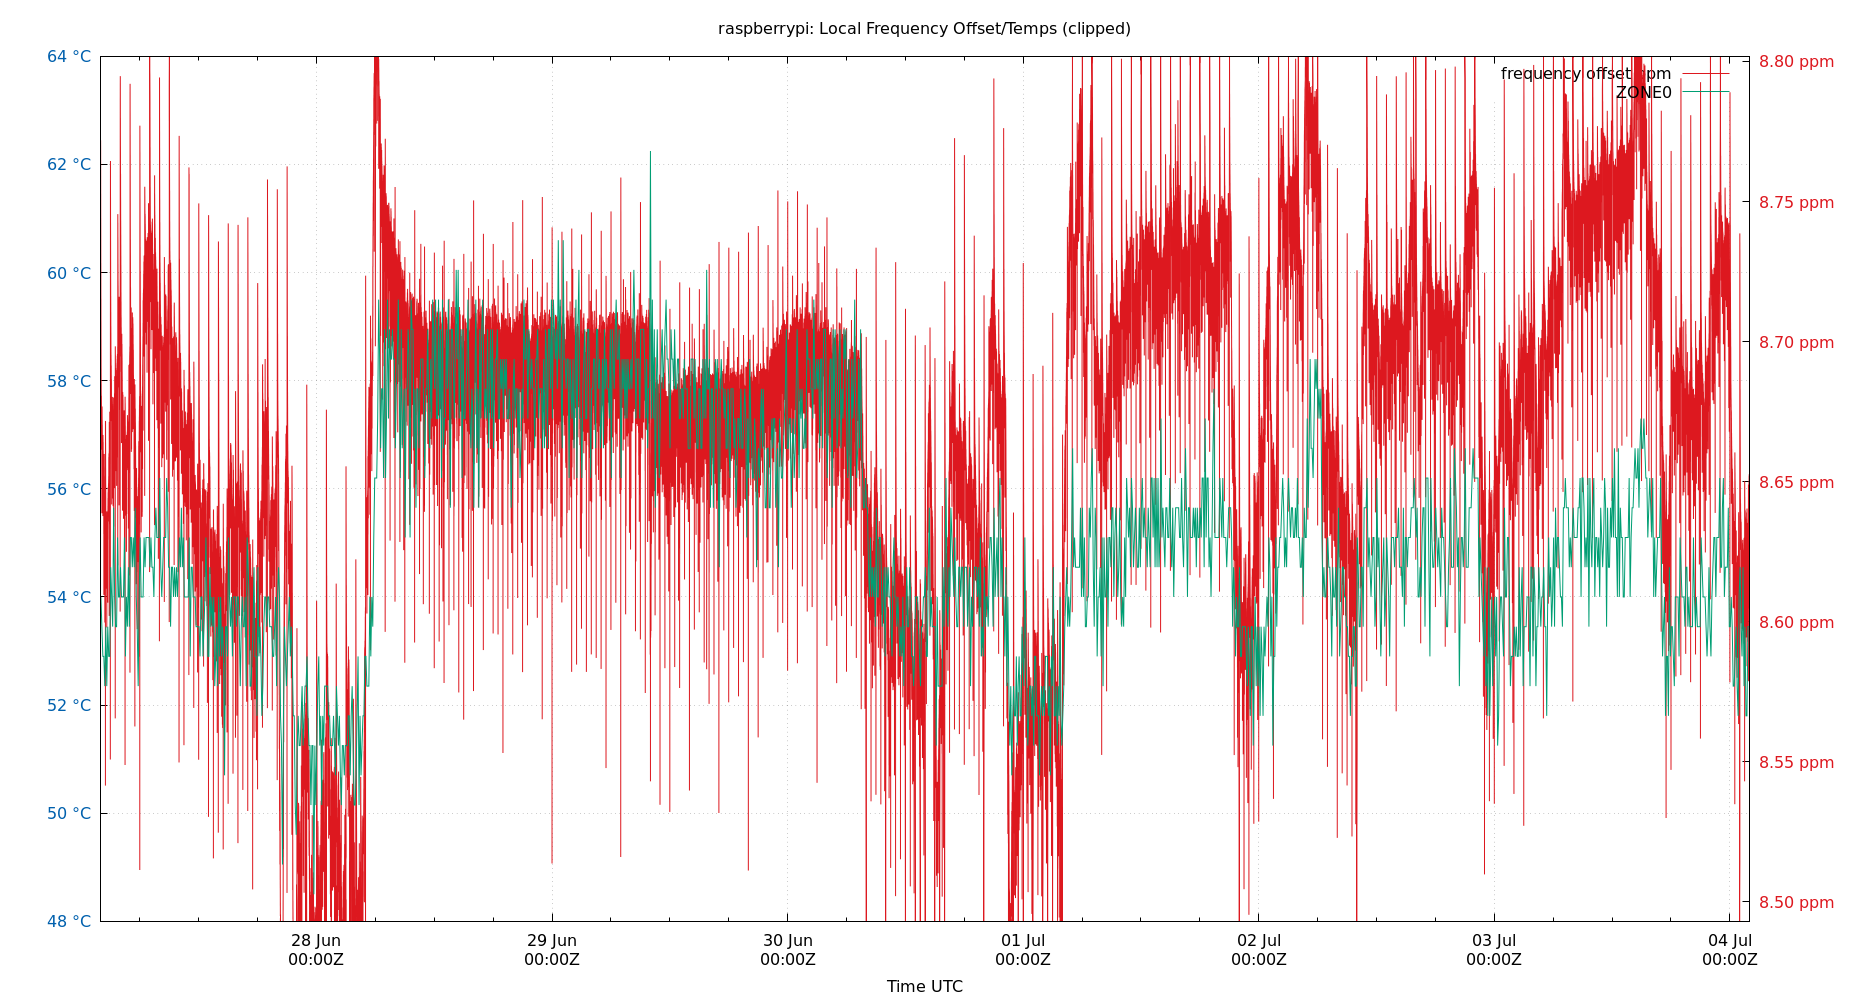 raspberrypi: Local Frequency Offset/Temps (clipped)
64 °C
62 °C
60 °C
58 °C
56 °C
54 °C
52 °C
50 °C
48 °C
8.80 ppm
8.75 ppm
8.70 ppm
8.65 ppm
8.60 ppm
8.55 ppm
8.50 ppm
frequency offset ppm
ZONE0
28 Jun 29 Jun 30 Jun 01 Jul 02 Jul 03 Jul 04 Jul
00:00Z 00:00Z 00:00Z 00:00Z 00:00Z 00:00Z 00:00Z
Time UTC